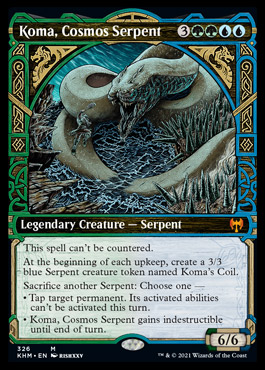 Koma, Cosmos Serpent 3
Legendary Creature — Serpent
This spell can't be countered.
At the beginning of each upkeep, create a 3/3
blue Serpent creature token named Koma's Coil.
Sacrifice another Serpent: Choose one —
• Tap target permanent. Its activated abilities
can't be activated this turn.
• Koma, Cosmos Serpent gains indestructible
until end of turn.
6/6
326 M
KHM • EN RISHXXV
™ & © 2021 Wizards of the Coast